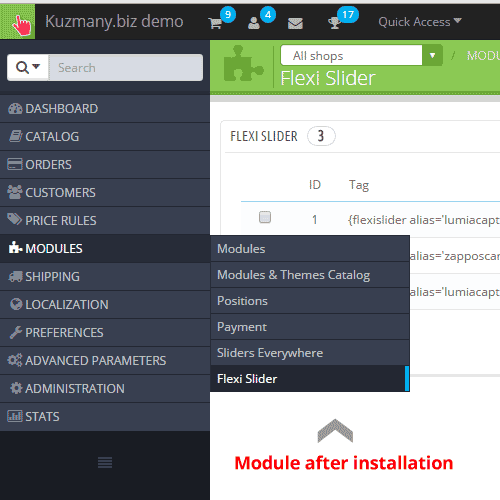 Kuzmany.biz demo 9 4 17 Quick Access
Search
All shops / MODU
Flexi Slider
DASHBOARD
CATALOG
ORDERS
CUSTOMERS
PRICE RULES
MODULES
SHIPPING
LOCALIZATION
PREFERENCES
ADVANCED PARAMETERS
ADMINISTRATION
STATS
FLEXI SLIDER 3
ID Tag
1 {flexislider alias='lumiacapt
alias='zapposcar
alias='lumiacapt
Modules
Modules & Themes Catalog
Positions
Payment
Sliders Everywhere
Flexi Slider
Module after installation